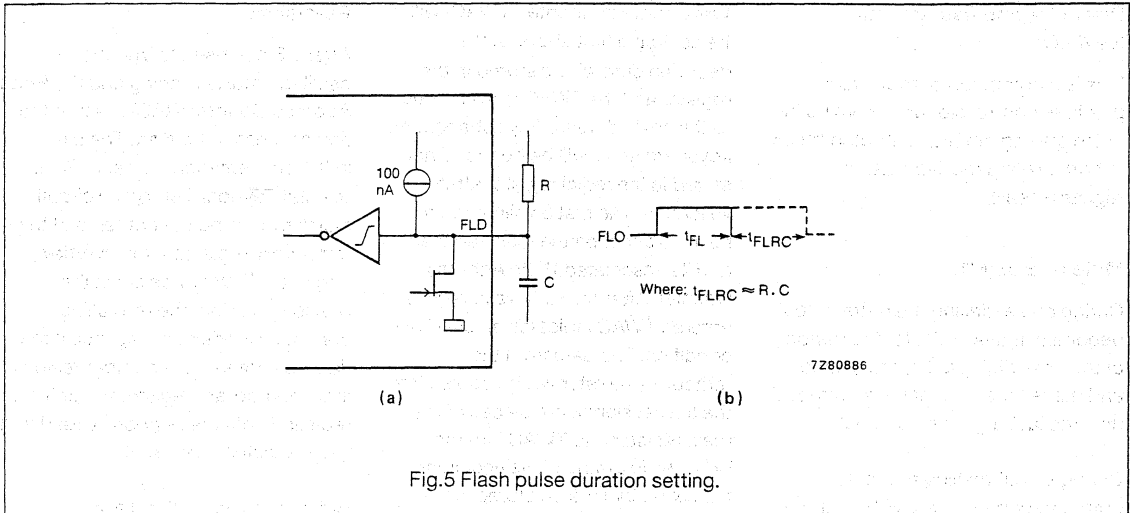 100
nA
R
FLD
C
FLO
tFL
tFLRC
Where: tFLRC ≈ R.C
7Z80886
(a)
(b)
Fig.5 Flash pulse duration setting.